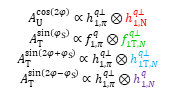 A_U^{cos(2φ)} ∝ h_{1,π}^{q⊥} ⊗ h_{1,N}^{q⊥}
A_T^{sin(φ_S)} ∝ f_{1,π}^{q} ⊗ f_{1T,N}^{q⊥}
A_T^{sin(2φ+φ_S)} ∝ h_{1,π}^{q⊥} ⊗ h_{1T,N}^{q⊥}
A_T^{sin(2φ−φ_S)} ∝ h_{1,π}^{q⊥} ⊗ h_{1,N}^{q}